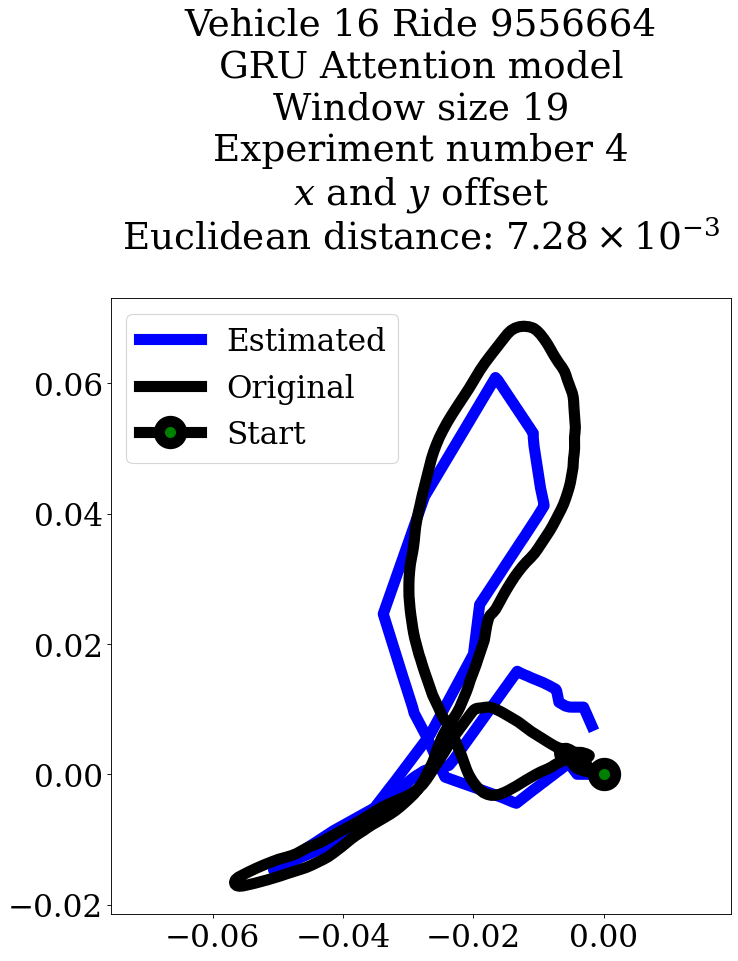 Vehicle 16 Ride 9556664
GRU Attention model
Window size 19
Experiment number 4
x and y offset
Euclidean distance: 7.28 × 10⁻³
Estimated
Original
Start
0.06
0.04
0.02
0.00
−0.02
−0.06 −0.04 −0.02 0.00